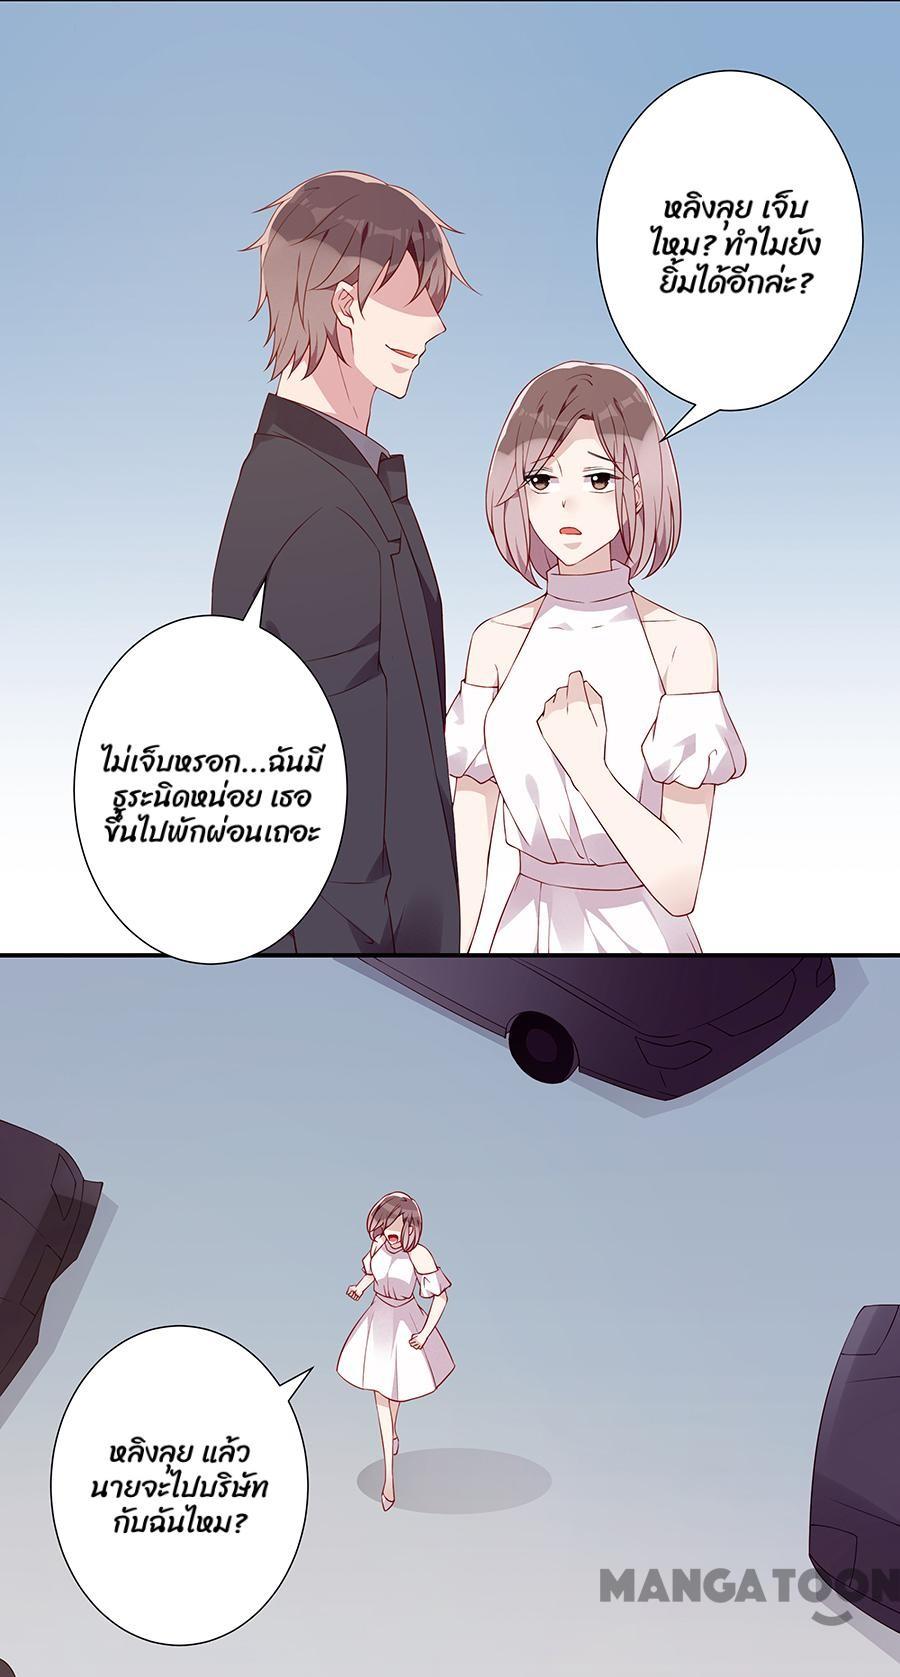 หลิงลุย เจ็บ
ไหม? ทำไมยัง
ยิ้มได้อีกล่ะ?
ไม่เจ็บหรอก...ฉันมี
ธุระนิดหน่อย เธอ
ขึ้นไปพักผ่อนเถอะ
หลิงลุย แล้ว
นายจะไปบริษัท
กับฉันไหม?
MANGA TOON